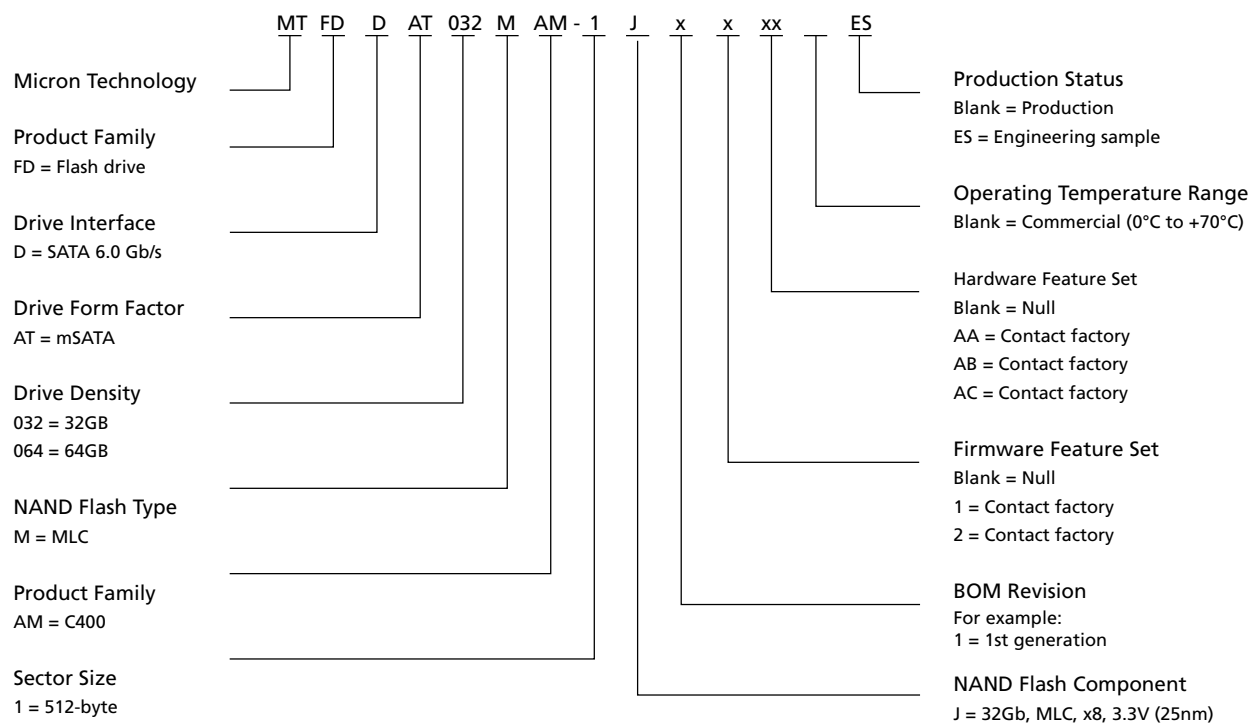 MT FD D AT 032 M AM - 1 J x x xx ES
Micron Technology
Product Family
FD = Flash drive
Drive Interface
D = SATA 6.0 Gb/s
Drive Form Factor
AT = mSATA
Drive Density
032 = 32GB
064 = 64GB
NAND Flash Type
M = MLC
Product Family
AM = C400
Sector Size
1 = 512-byte
Production Status
Blank = Production
ES = Engineering sample
Operating Temperature Range
Blank = Commercial (0°C to +70°C)
Hardware Feature Set
Blank = Null
AA = Contact factory
AB = Contact factory
AC = Contact factory
Firmware Feature Set
Blank = Null
1 = Contact factory
2 = Contact factory
BOM Revision
For example:
1 = 1st generation
NAND Flash Component
J = 32Gb, MLC, x8, 3.3V (25nm)